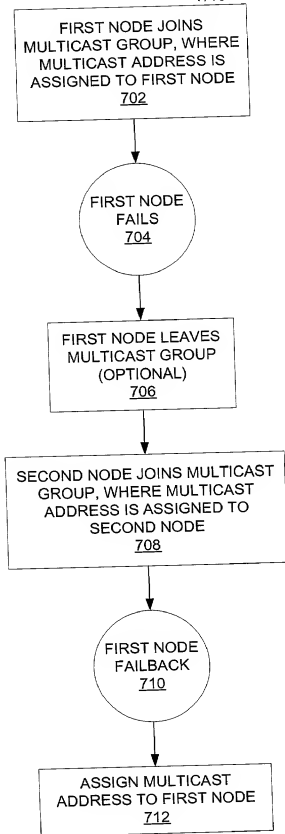 FIRST NODE JOINS
MULTICAST GROUP, WHERE
MULTICAST ADDRESS IS
ASSIGNED TO FIRST NODE
702
FIRST NODE
FAILS
704
FIRST NODE LEAVES
MULTICAST GROUP
(OPTIONAL)
706
SECOND NODE JOINS MULTICAST
GROUP, WHERE MULTICAST
ADDRESS IS ASSIGNED TO
SECOND NODE
708
FIRST NODE
FAILBACK
710
ASSIGN MULTICAST
ADDRESS TO FIRST NODE
712